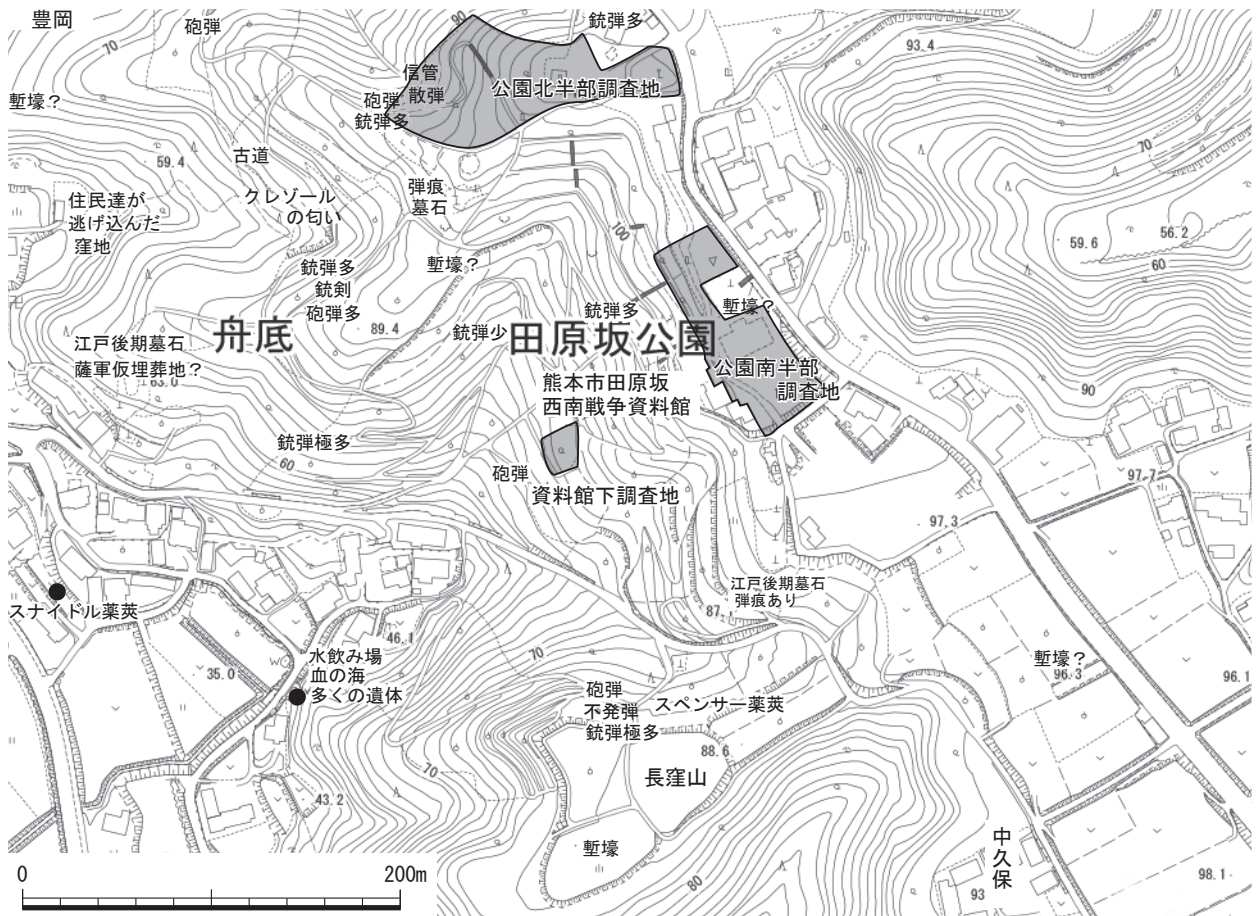 豊岡
砲弾
90
銃弾多
93.4
70
信管
散弾
公園北半部調査地
70
塹壕？
砲弾
銃弾多
古道
59.4
クレゾール
の匂い
弾痕
墓石
住民達が
逃げ込んだ
窪地
100
59.6
56.2
60
塹壕？
銃弾多
銃剣
砲弾多
銃弾多
塹壕？
舟底
89.4
銃弾少
田原坂公園
江戸後期墓石
薩軍仮埋葬地？
63.0
公園南半部
調査地
熊本市田原坂
西南戦争資料館
90
銃弾極多
60
砲弾
資料館下調査地
97.7
97.3
江戸後期墓石
弾痕あり
87.1
スナイドル薬莢
46.1
水飲み場
血の海
多くの遺体
35.0
70
塹壕？
96.3
96.1
砲弾
不発弾
銃弾極多
スペンサー薬莢
88.6
長窪山
70
43.2
塹壕
80
中久保
93
98.1
0
200m